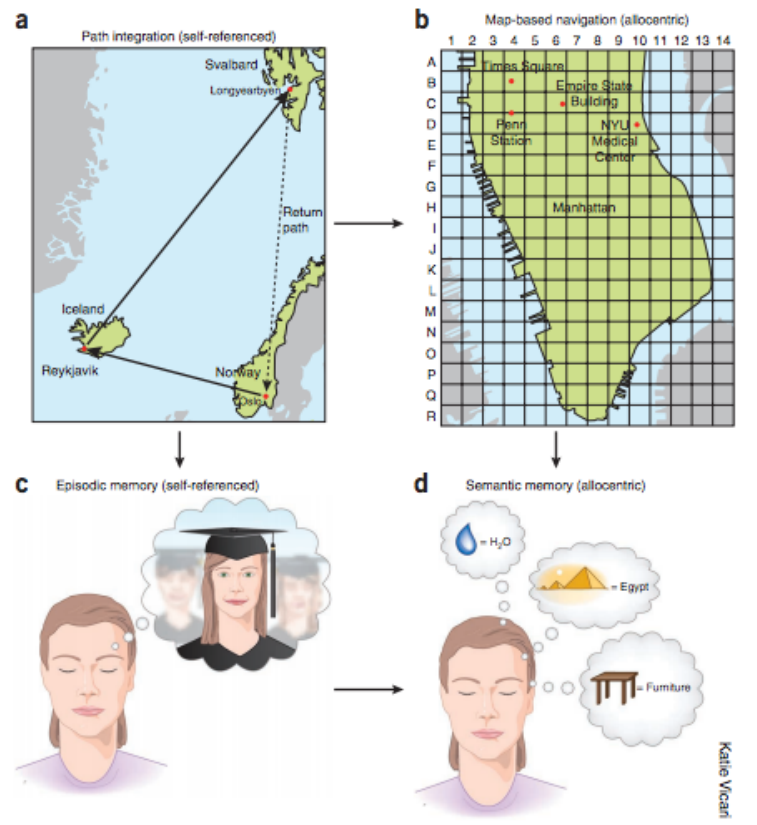 a
Path integration (self-referenced)
Svalbard
Longyearbyen
Return
path
Iceland
Reykjavik
Norway
Oslo
b
Map-based navigation (allocentric)
1 2 3 4 5 6 7 8 9 10 11 12 13 14
A
B
C
D
E
F
G
H
I
J
K
L
M
N
O
P
Q
R
Times Square
Empire State
Building
Penn
Station
NYU
Medical
Center
Manhattan
c
Episodic memory (self-referenced)
d
Semantic memory (allocentric)
= H₂O
= Egypt
= Furniture
Katie Vicari